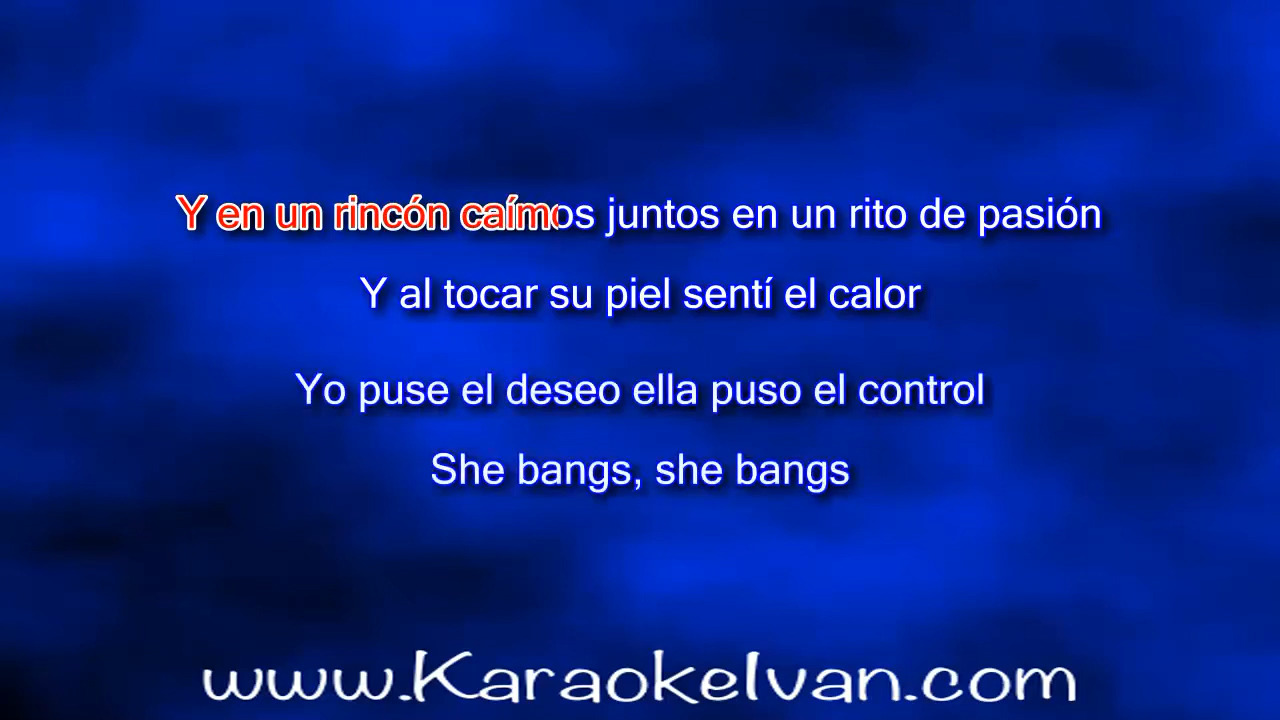 Y en un rincón caímos juntos en un rito de pasión
Y al tocar su piel sentí el calor
Yo puse el deseo ella puso el control
She bangs, she bangs
www.KaraokeIvan.com